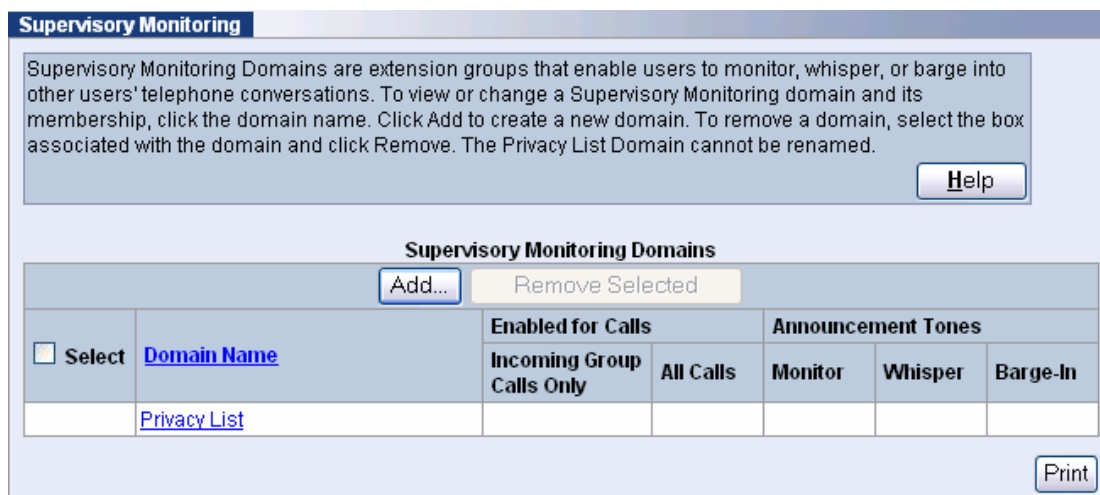 Supervisory Monitoring
Supervisory Monitoring Domains are extension groups that enable users to monitor, whisper, or barge into
other users' telephone conversations. To view or change a Supervisory Monitoring domain and its
membership, click the domain name. Click Add to create a new domain. To remove a domain, select the box
associated with the domain and click Remove. The Privacy List Domain cannot be renamed.
Help
Supervisory Monitoring Domains
Add... Remove Selected
Select Domain Name
Enabled for Calls Announcement Tones
Incoming Group
Calls Only
All Calls Monitor Whisper Barge-In
Privacy List
Print